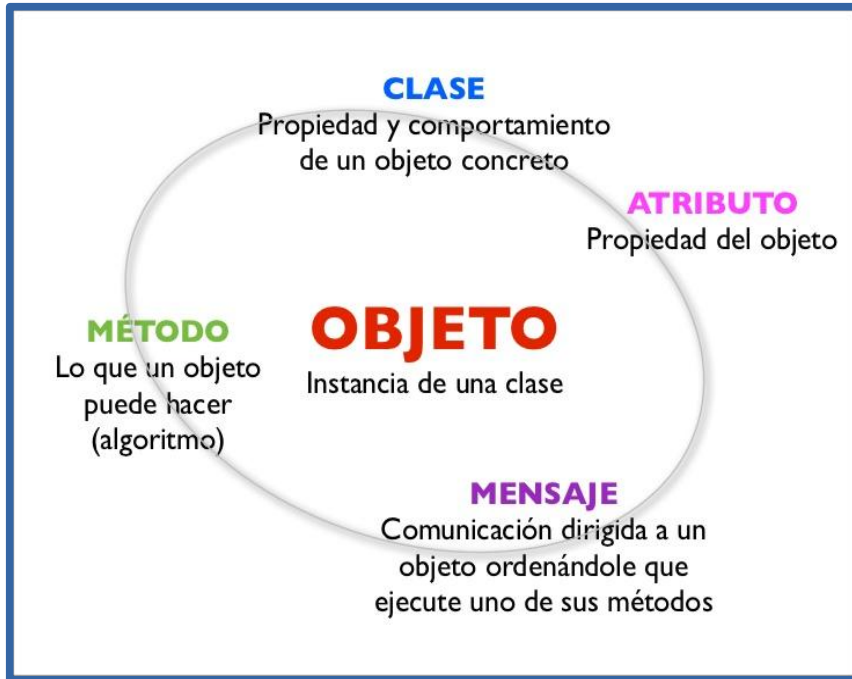 CLASE
Propiedad y comportamiento
de un objeto concreto
ATRIBUTO
Propiedad del objeto
MÉTODO
Lo que un objeto
puede hacer
(algoritmo)
OBJETO
Instancia de una clase
MENSAJE
Comunicación dirigida a un
objeto ordenándole que
ejecute uno de sus métodos